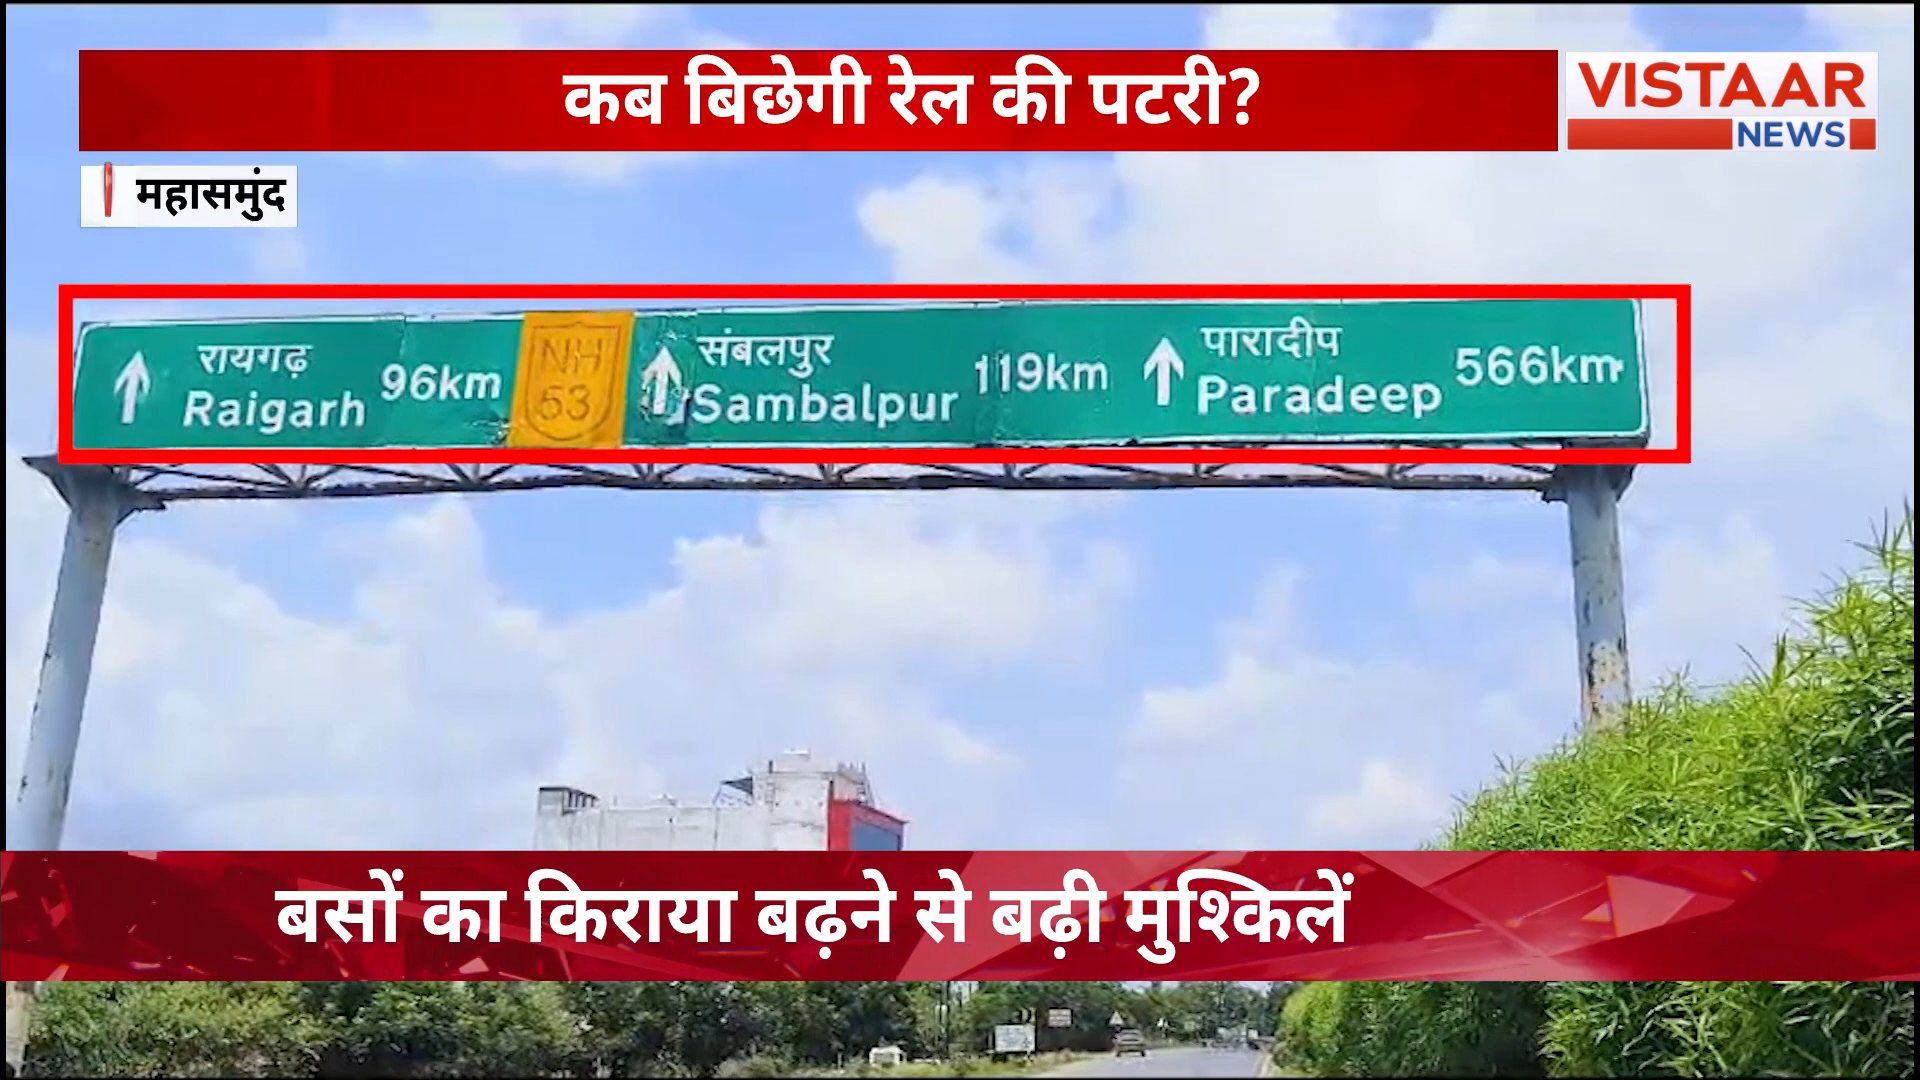 कब बिछेगी रेल की पटरी?
VISTAAR
NEWS
महासमुंद
रायगढ़
Raigarh
96km
NH
53
संबलपुर
Sambalpur
119km
पारादीप
Paradeep
566km
बसों का किराया बढ़ने से बढ़ी मुश्किलें